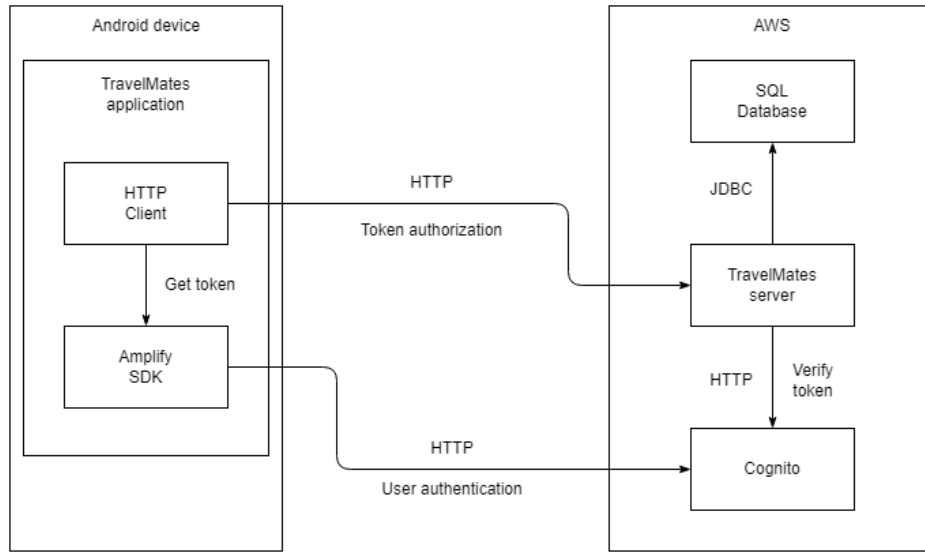 Android device
TravelMates
application
HTTP
Client
Get token
Amplify
SDK
HTTP
Token authorization
HTTP
User authentication
AWS
SQL
Database
JDBC
TravelMates
server
HTTP
Verify
token
Cognito